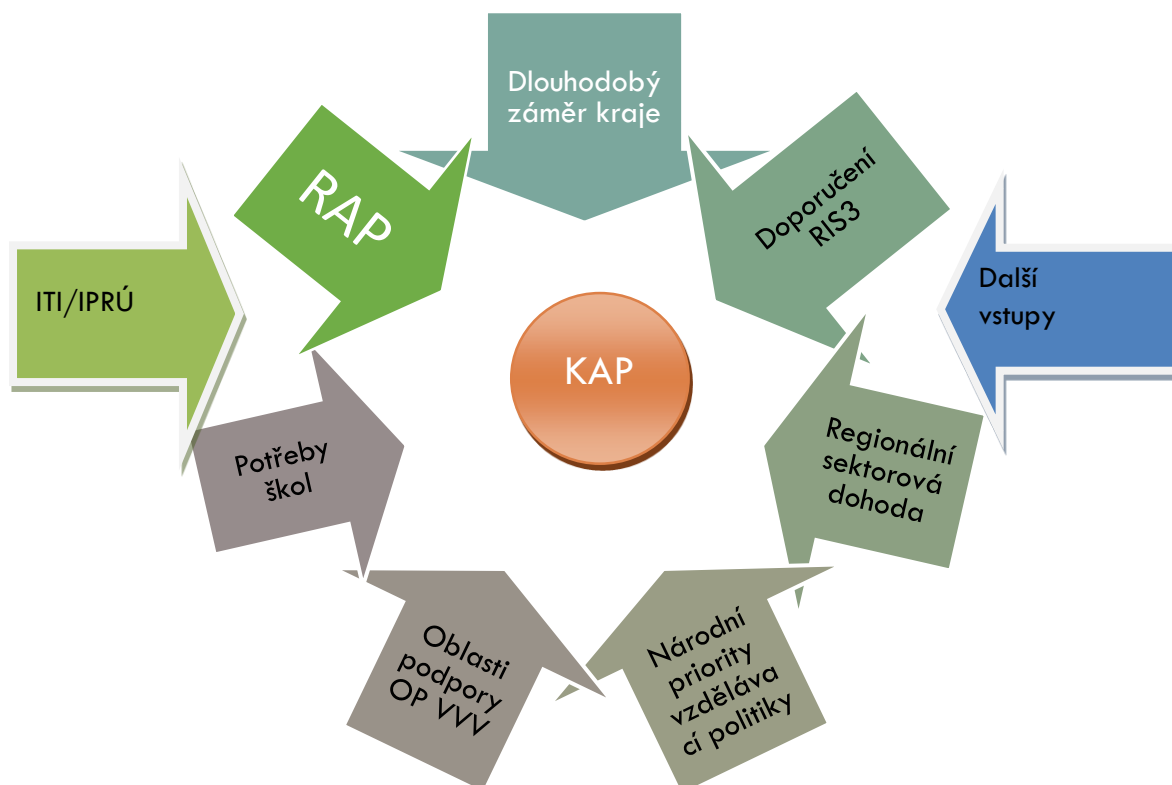 Dlouhodobý
záměr kraje
RAP
Doporučení
RIS3
ITI/IPRÚ
Další
vstupy
KAP
Potřeby
škol
Regionální
sektorová
dohoda
Oblasti
podpory
OP VVV
Národní
priority
vzděláva
cí politiky